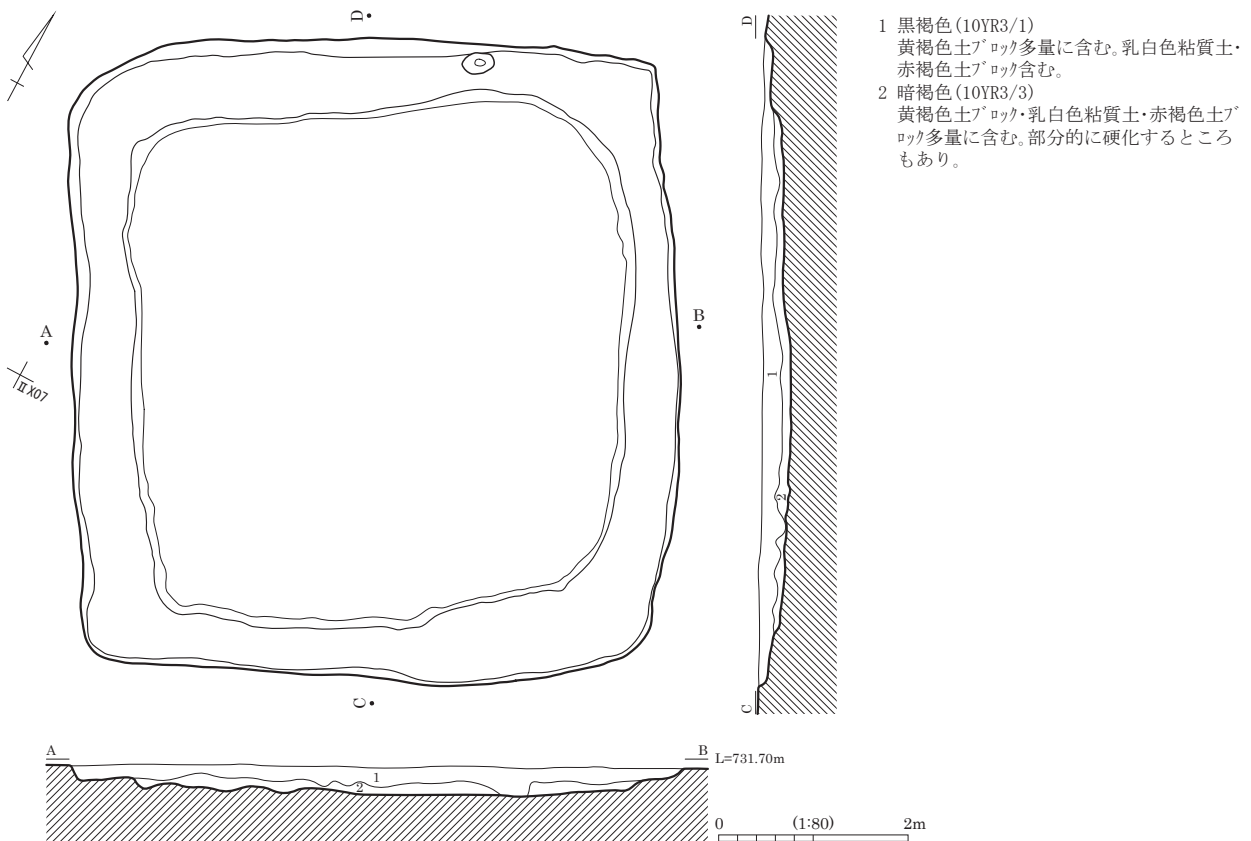 D
D
1 黒褐色(10YR3/1)
黄褐色土ブロック多量に含む。乳白色粘質土・
赤褐色土ブロック含む。
2 暗褐色(10YR3/3)
黄褐色土ブロック・乳白色粘質土・赤褐色土ブ
ロック多量に含む。部分的に硬化するところ
もあり。
A
B
ⅡX07
1
2
C
C
A
B
L=731.70m
1
2
0
(1:80)
2m